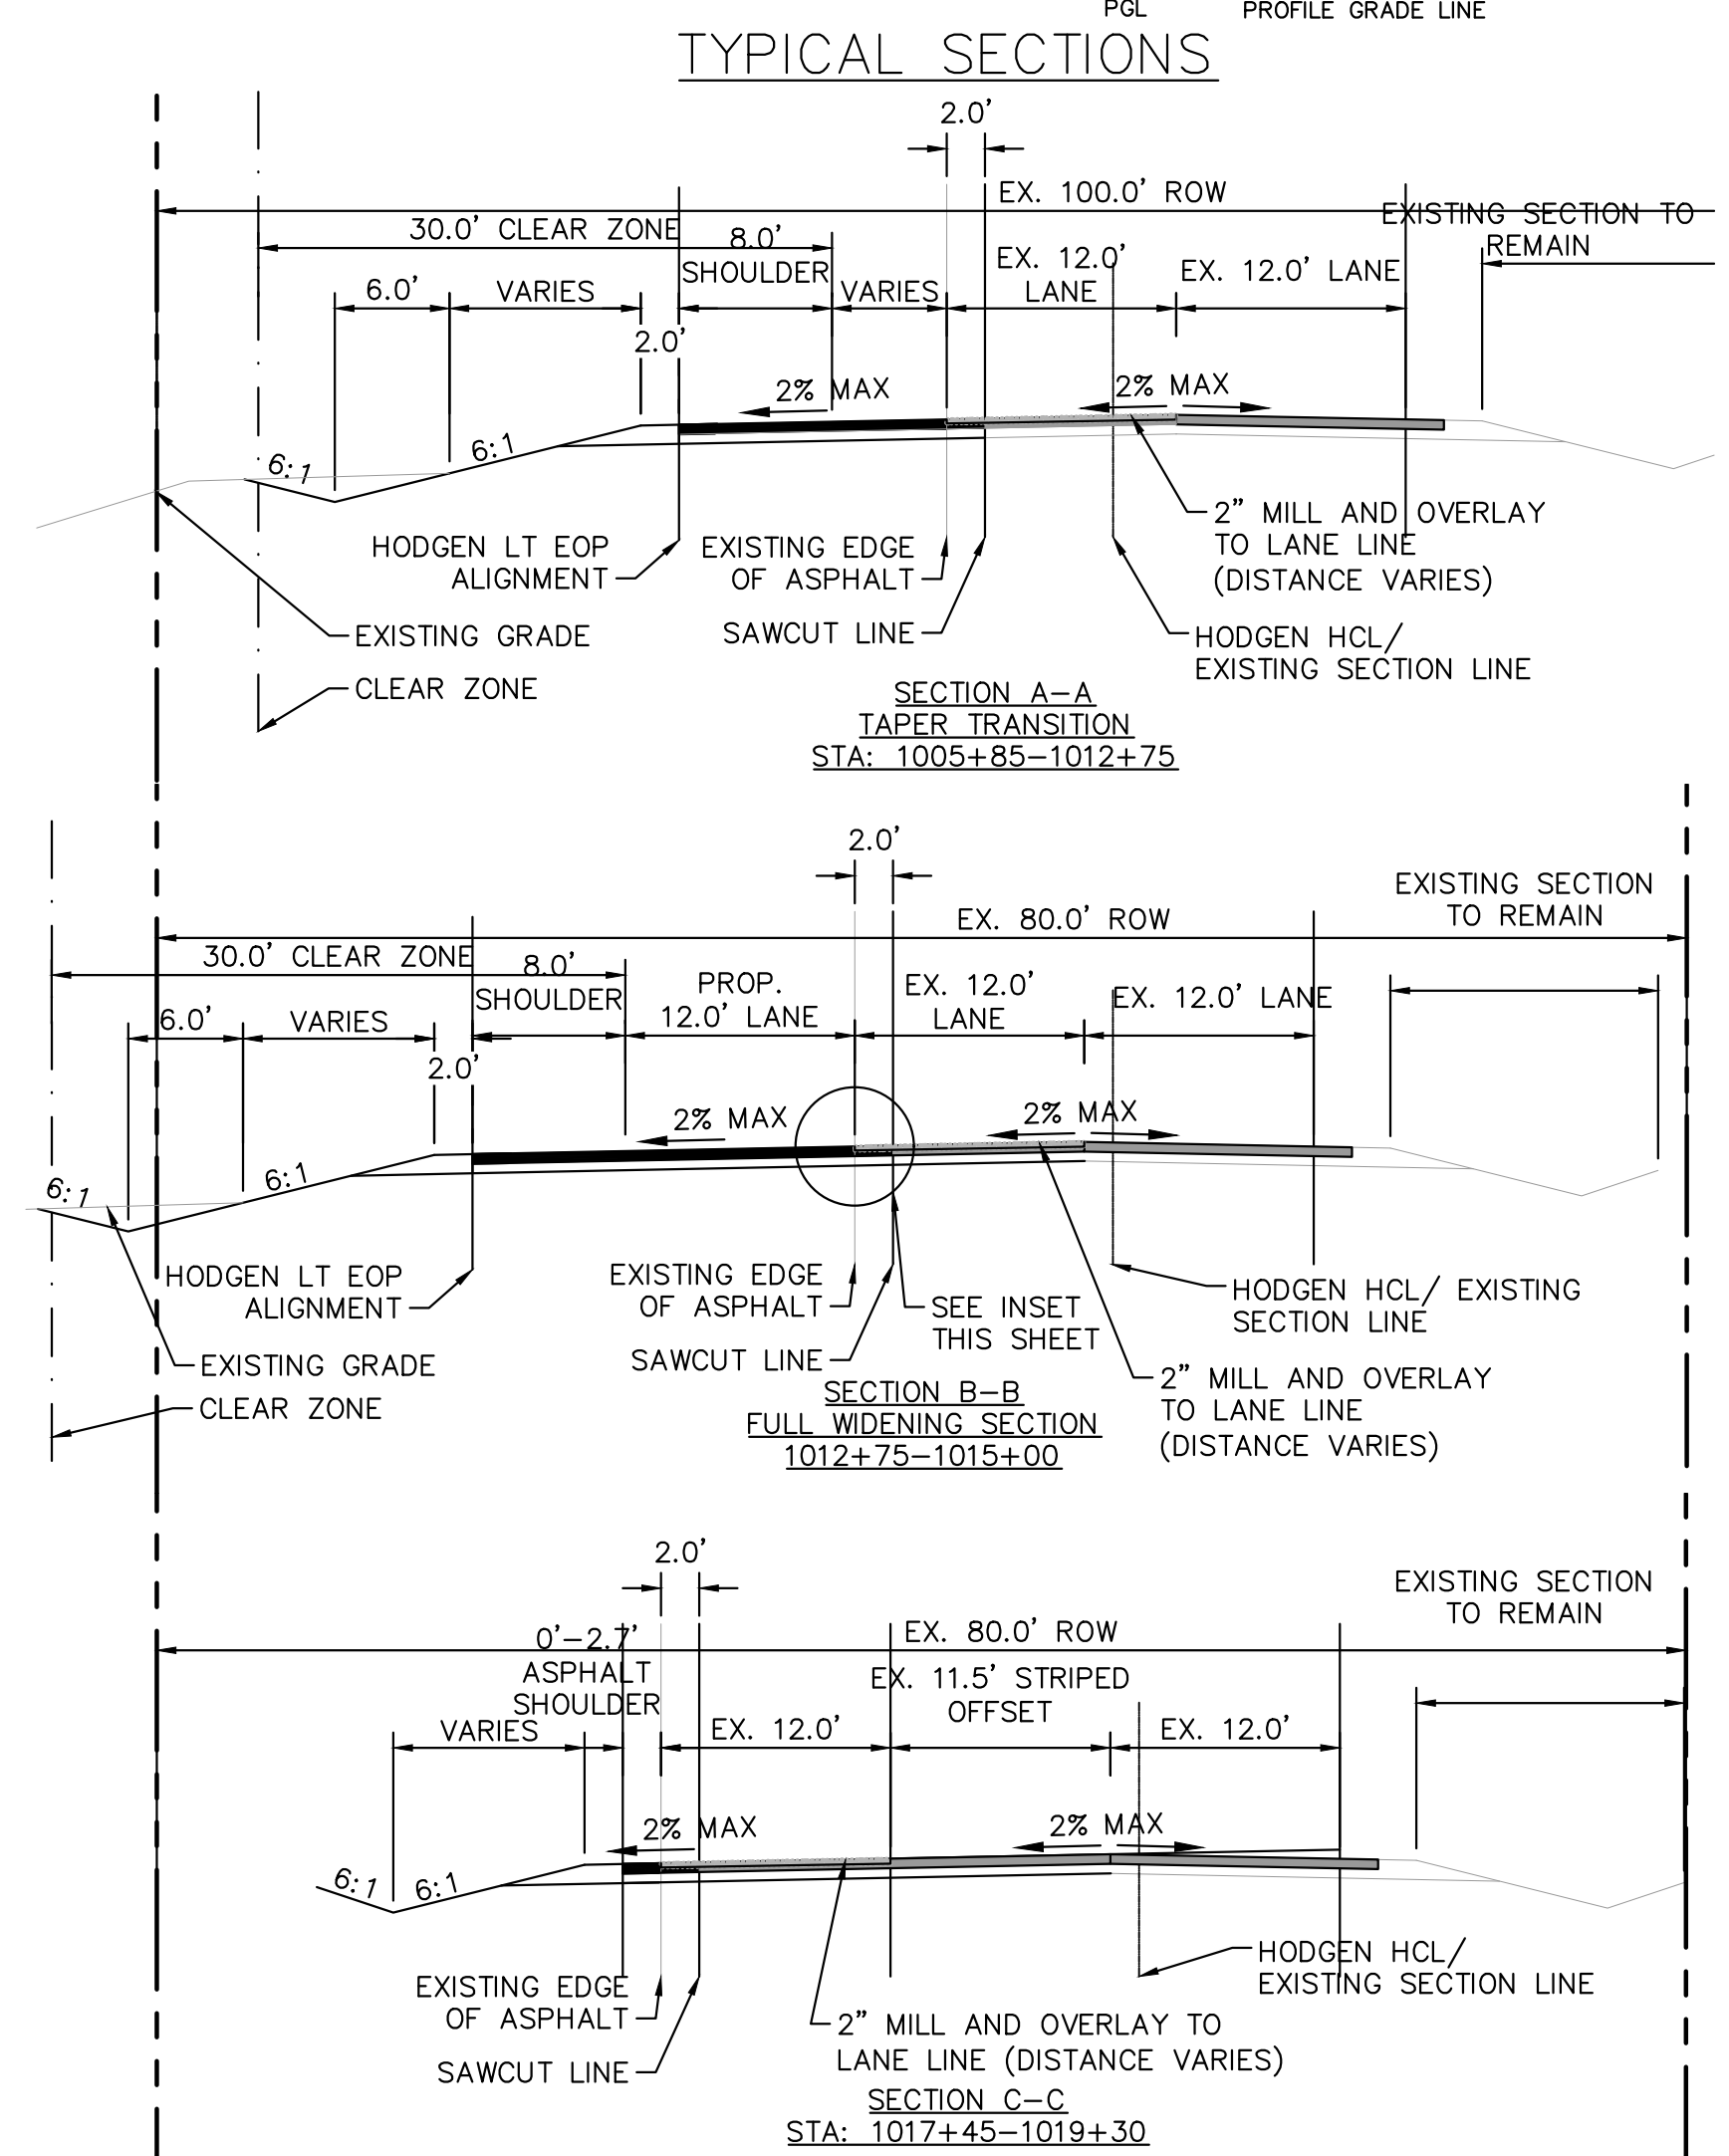 PGL PROFILE GRADE LINE
TYPICAL SECTIONS
2.0'
EX. 100.0' ROW
EXISTING SECTION TO
REMAIN
30.0' CLEAR ZONE
8.0'
SHOULDER
EX. 12.0'
LANE
EX. 12.0' LANE
6.0'
VARIES
VARIES
2.0'
2% MAX
2% MAX
6:1
6:1
2" MILL AND OVERLAY
TO LANE LINE
(DISTANCE VARIES)
HODGEN LT EOP
ALIGNMENT
EXISTING EDGE
OF ASPHALT
EXISTING GRADE
SAWCUT LINE
HODGEN HCL/
EXISTING SECTION LINE
CLEAR ZONE
SECTION A-A
TAPER TRANSITION
STA: 1005+85-1012+75
2.0'
EXISTING SECTION
TO REMAIN
EX. 80.0' ROW
30.0' CLEAR ZONE
8.0'
SHOULDER
PROP.
12.0' LANE
EX. 12.0'
LANE
EX. 12.0' LANE
6.0'
VARIES
2.0'
2% MAX
2% MAX
6:1
6:1
HODGEN LT EOP
ALIGNMENT
EXISTING EDGE
OF ASPHALT
SEE INSET
THIS SHEET
HODGEN HCL/ EXISTING
SECTION LINE
EXISTING GRADE
SAWCUT LINE
CLEAR ZONE
2" MILL AND OVERLAY
TO LANE LINE
(DISTANCE VARIES)
SECTION B-B
FULL WIDENING SECTION
1012+75-1015+00
2.0'
EXISTING SECTION
TO REMAIN
0'-2.7'
ASPHALT
SHOULDER
EX. 80.0' ROW
EX. 11.5' STRIPED
OFFSET
VARIES
EX. 12.0'
EX. 12.0'
2% MAX
2% MAX
6:1
6:1
EXISTING EDGE
OF ASPHALT
HODGEN HCL/
EXISTING SECTION LINE
SAWCUT LINE
2" MILL AND OVERLAY TO
LANE LINE (DISTANCE VARIES)
SECTION C-C
STA: 1017+45-1019+30